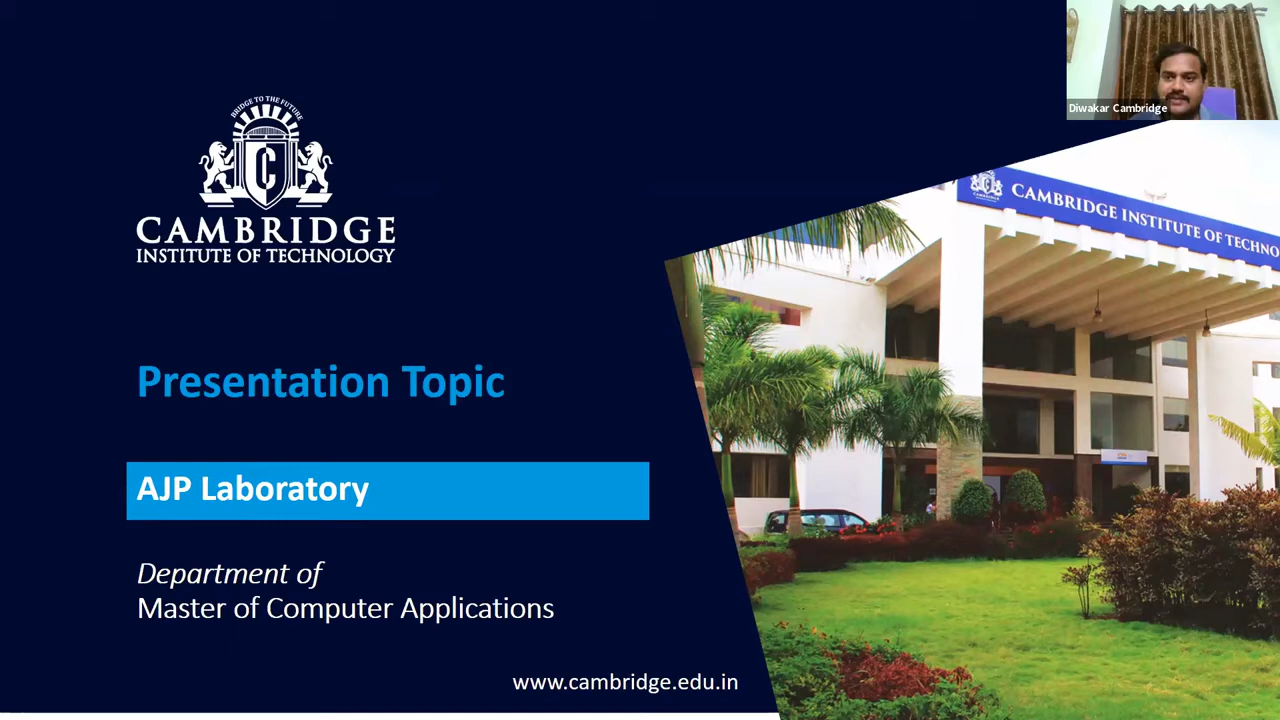 Diwakar Cambridge
BRIDGE TO THE FUTURE
C
CAMBRIDGE
INSTITUTE OF TECHNOLOGY
CAMBRIDGE INSTITUTE OF TECHNO
Presentation Topic
AJP Laboratory
Department of
Master of Computer Applications
www.cambridge.edu.in